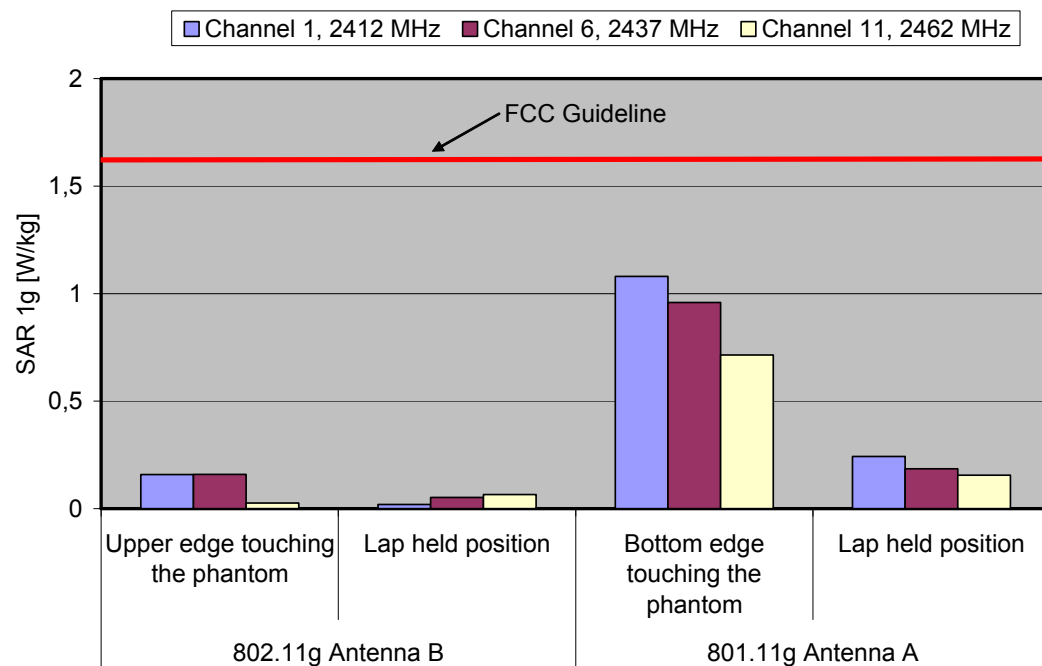 Channel 1, 2412 MHz Channel 6, 2437 MHz Channel 11, 2462 MHz
2
FCC Guideline
1,5
1
0,5
0
SAR 1g [W/kg]
Upper edge touching
the phantom
Lap held position
Bottom edge
touching the
phantom
Lap held position
802.11g Antenna B
801.11g Antenna A